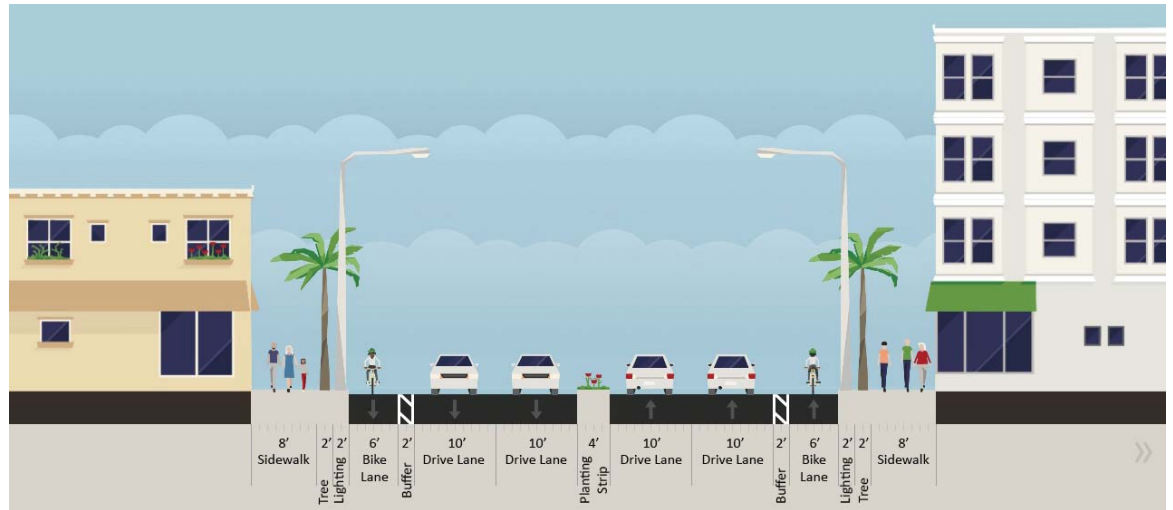 8’ 2’ 2’ 6’ 2’ 10’ 10’ 4’ 10’ 10’ 2’ 6’ 2’ 2’ 8’
Sidewalk
Tree
Lighting
Bike
Lane
Buffer
Drive Lane
Drive Lane
Planting
Strip
Drive Lane
Drive Lane
Buffer
Bike
Lane
Lighting
Tree
Sidewalk